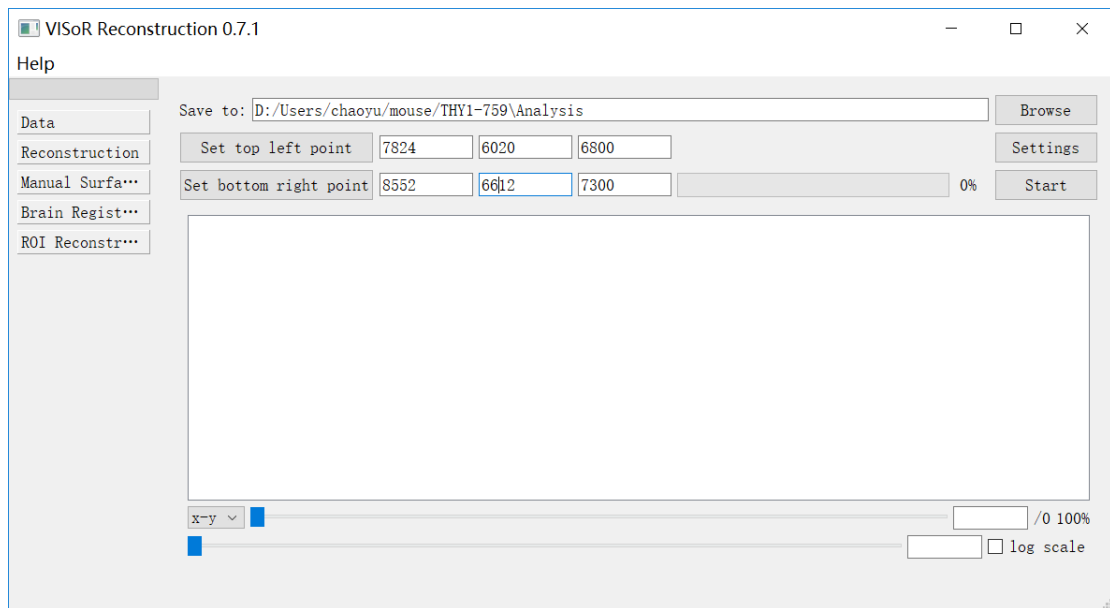 VISoR Reconstruction 0.7.1
Help
Save to: D:/Users/chaoyu/mouse/THY1-759\Analysis Browse
Data
Set top left point 7824 6020 6800 Settings
Reconstruction
Manual Surfa···
Set bottom right point 8552 6612 7300 0% Start
Brain Regist···
ROI Reconstr···
x-y /0 100%
log scale